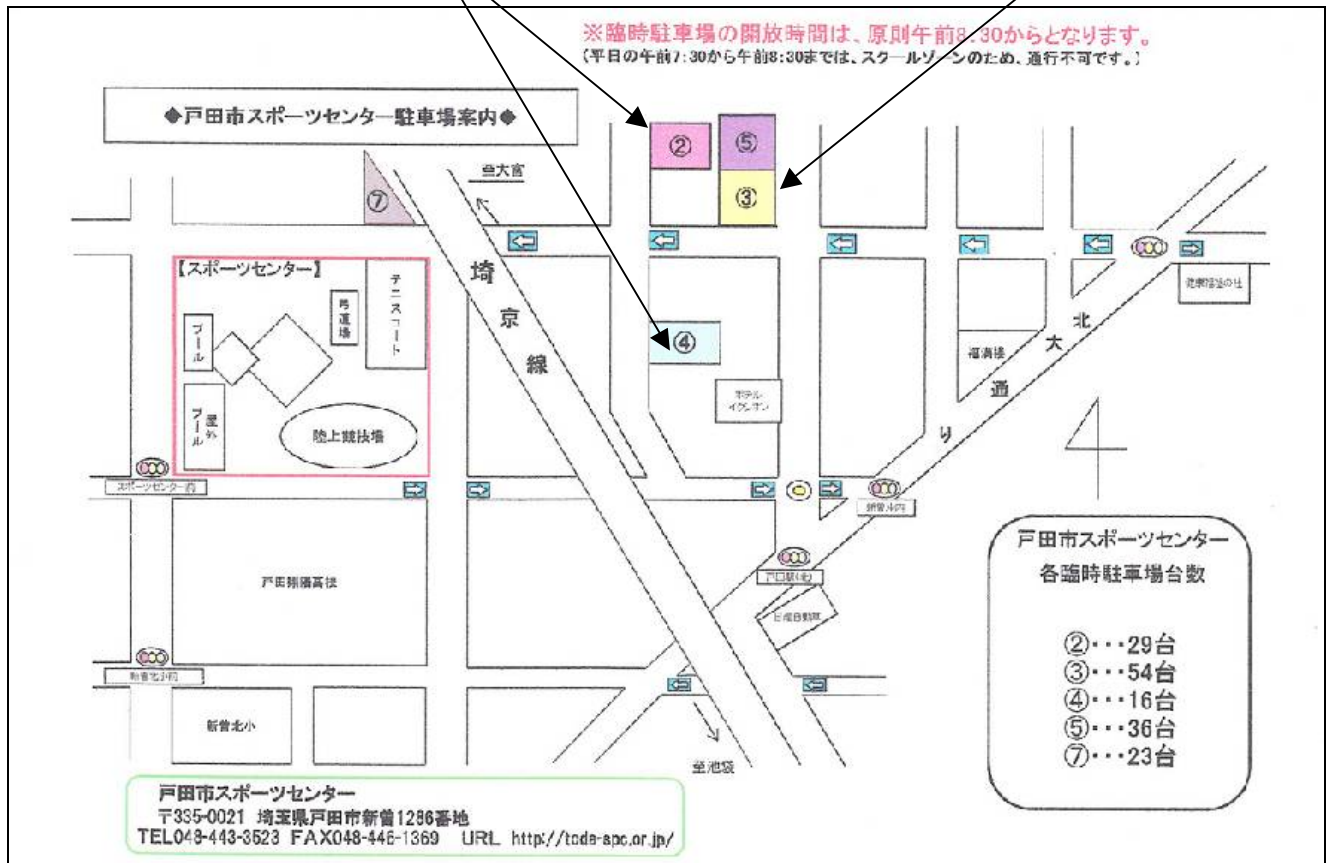 ※臨時駐車場の開放時間は、原則午前8:30からとなります。
(平日の午前7:30から午前8:30までは、スクールゾーンのため、通行不可です。)
◆戸田市スポーツセンター駐車場案内◆
②
⑤
③
⑦
至大宮
【スポーツセンター】
テニスコート
弓道場
プール
屋外プール
陸上競技場
埼京線
④
福満楼
北大通り
スポーツセンター前
戸田翔陽高校
新曽北小前
新曽北小
至池袋
戸田市スポーツセンター
各臨時駐車場台数
②・・・29台
③・・・54台
④・・・16台
⑤・・・36台
⑦・・・23台
戸田市スポーツセンター
〒335-0021 埼玉県戸田市新曽1286番地
TEL048-443-3523 FAX048-446-1369 URL http://toda-spc.or.jp/